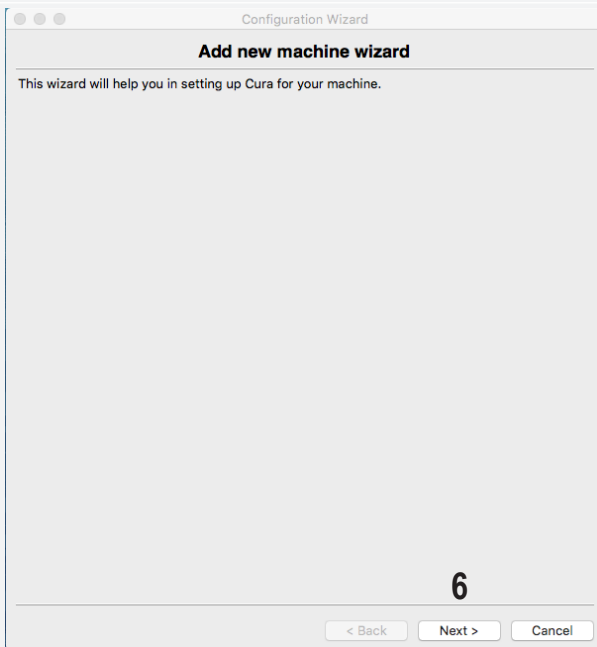 Configuration Wizard
Add new machine wizard
This wizard will help you in setting up Cura for your machine.
6
< Back Next > Cancel